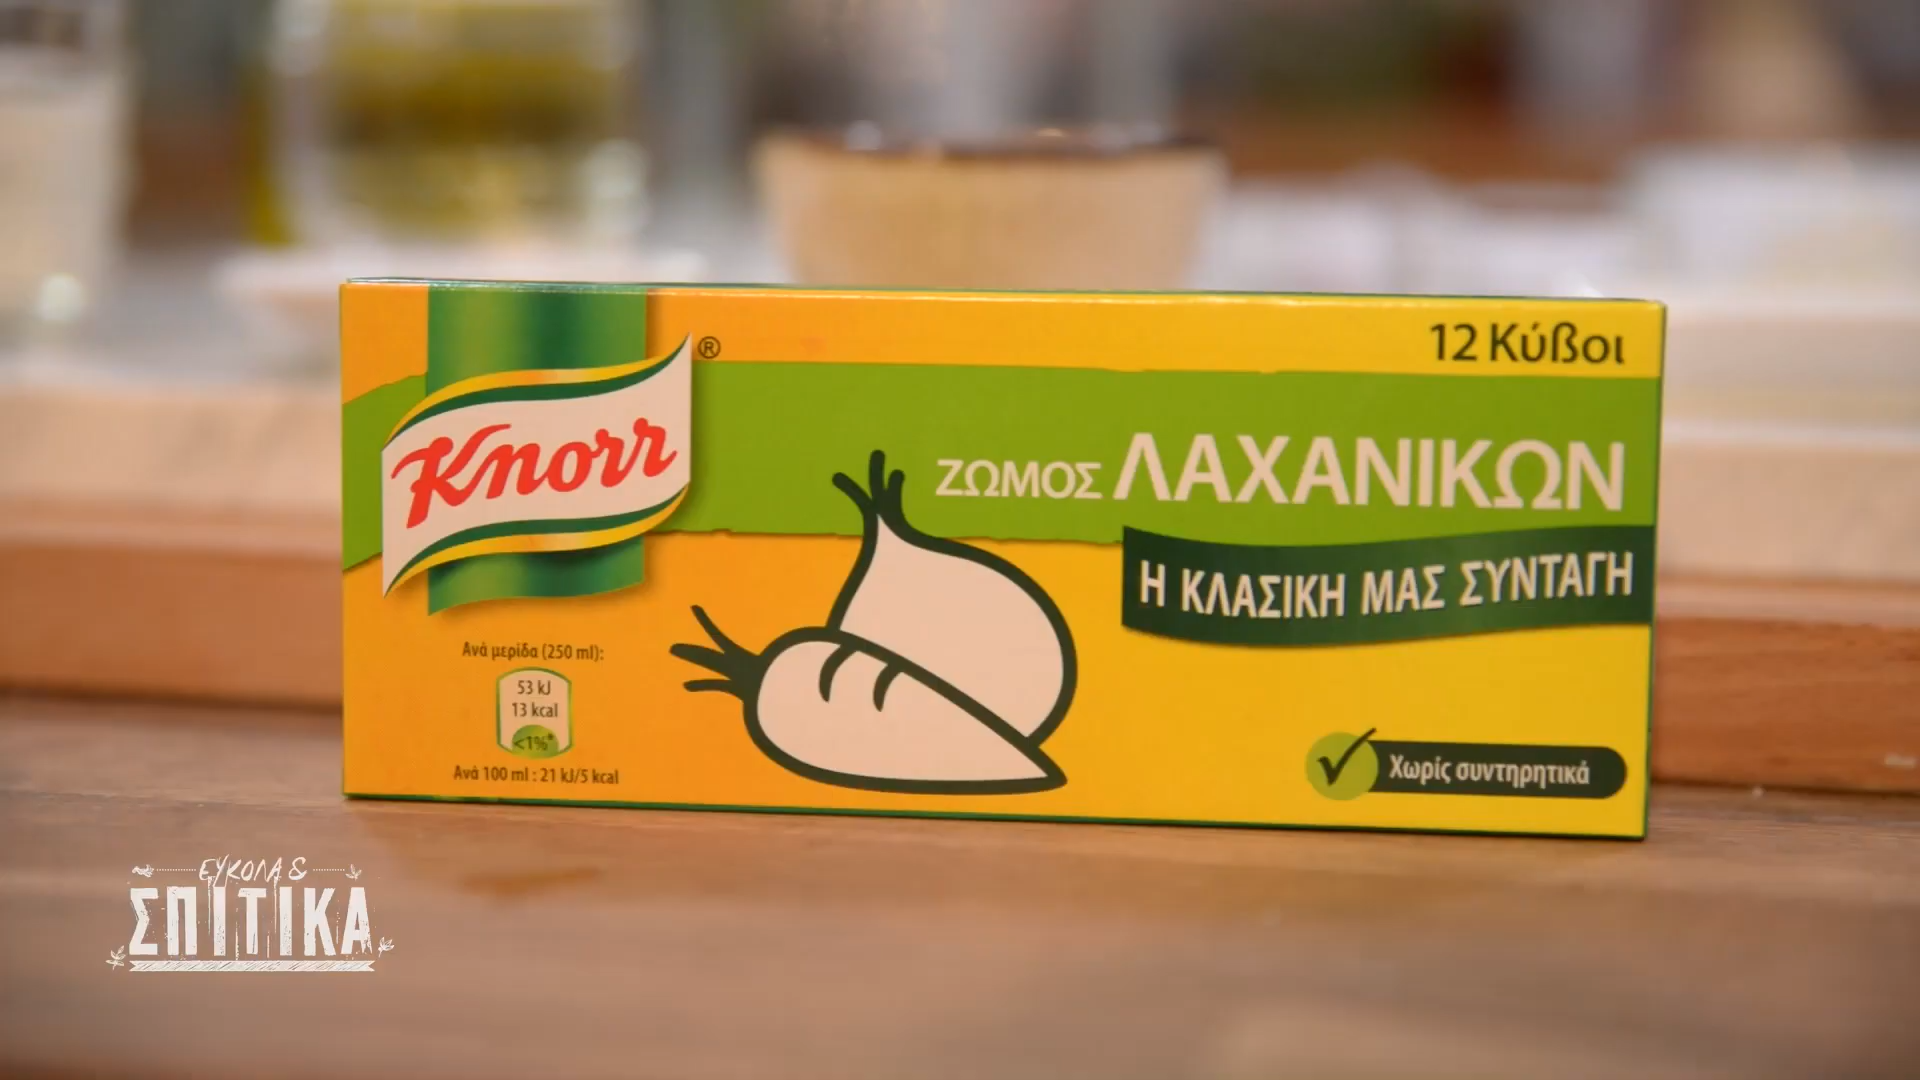 12 Κύβοι
Knorr®
ΖΩΜΟΣ ΛΑΧΑΝΙΚΩΝ
Η ΚΛΑΣΙΚΗ ΜΑΣ ΣΥΝΤΑΓΗ
Ανά μερίδα (250 ml):
53 kJ
13 kcal
<1%*
Ανά 100 ml : 21 kJ/5 kcal
Χωρίς συντηρητικά
ΕΥΚΟΛΑ &
ΣΠΙΤΙΚΑ